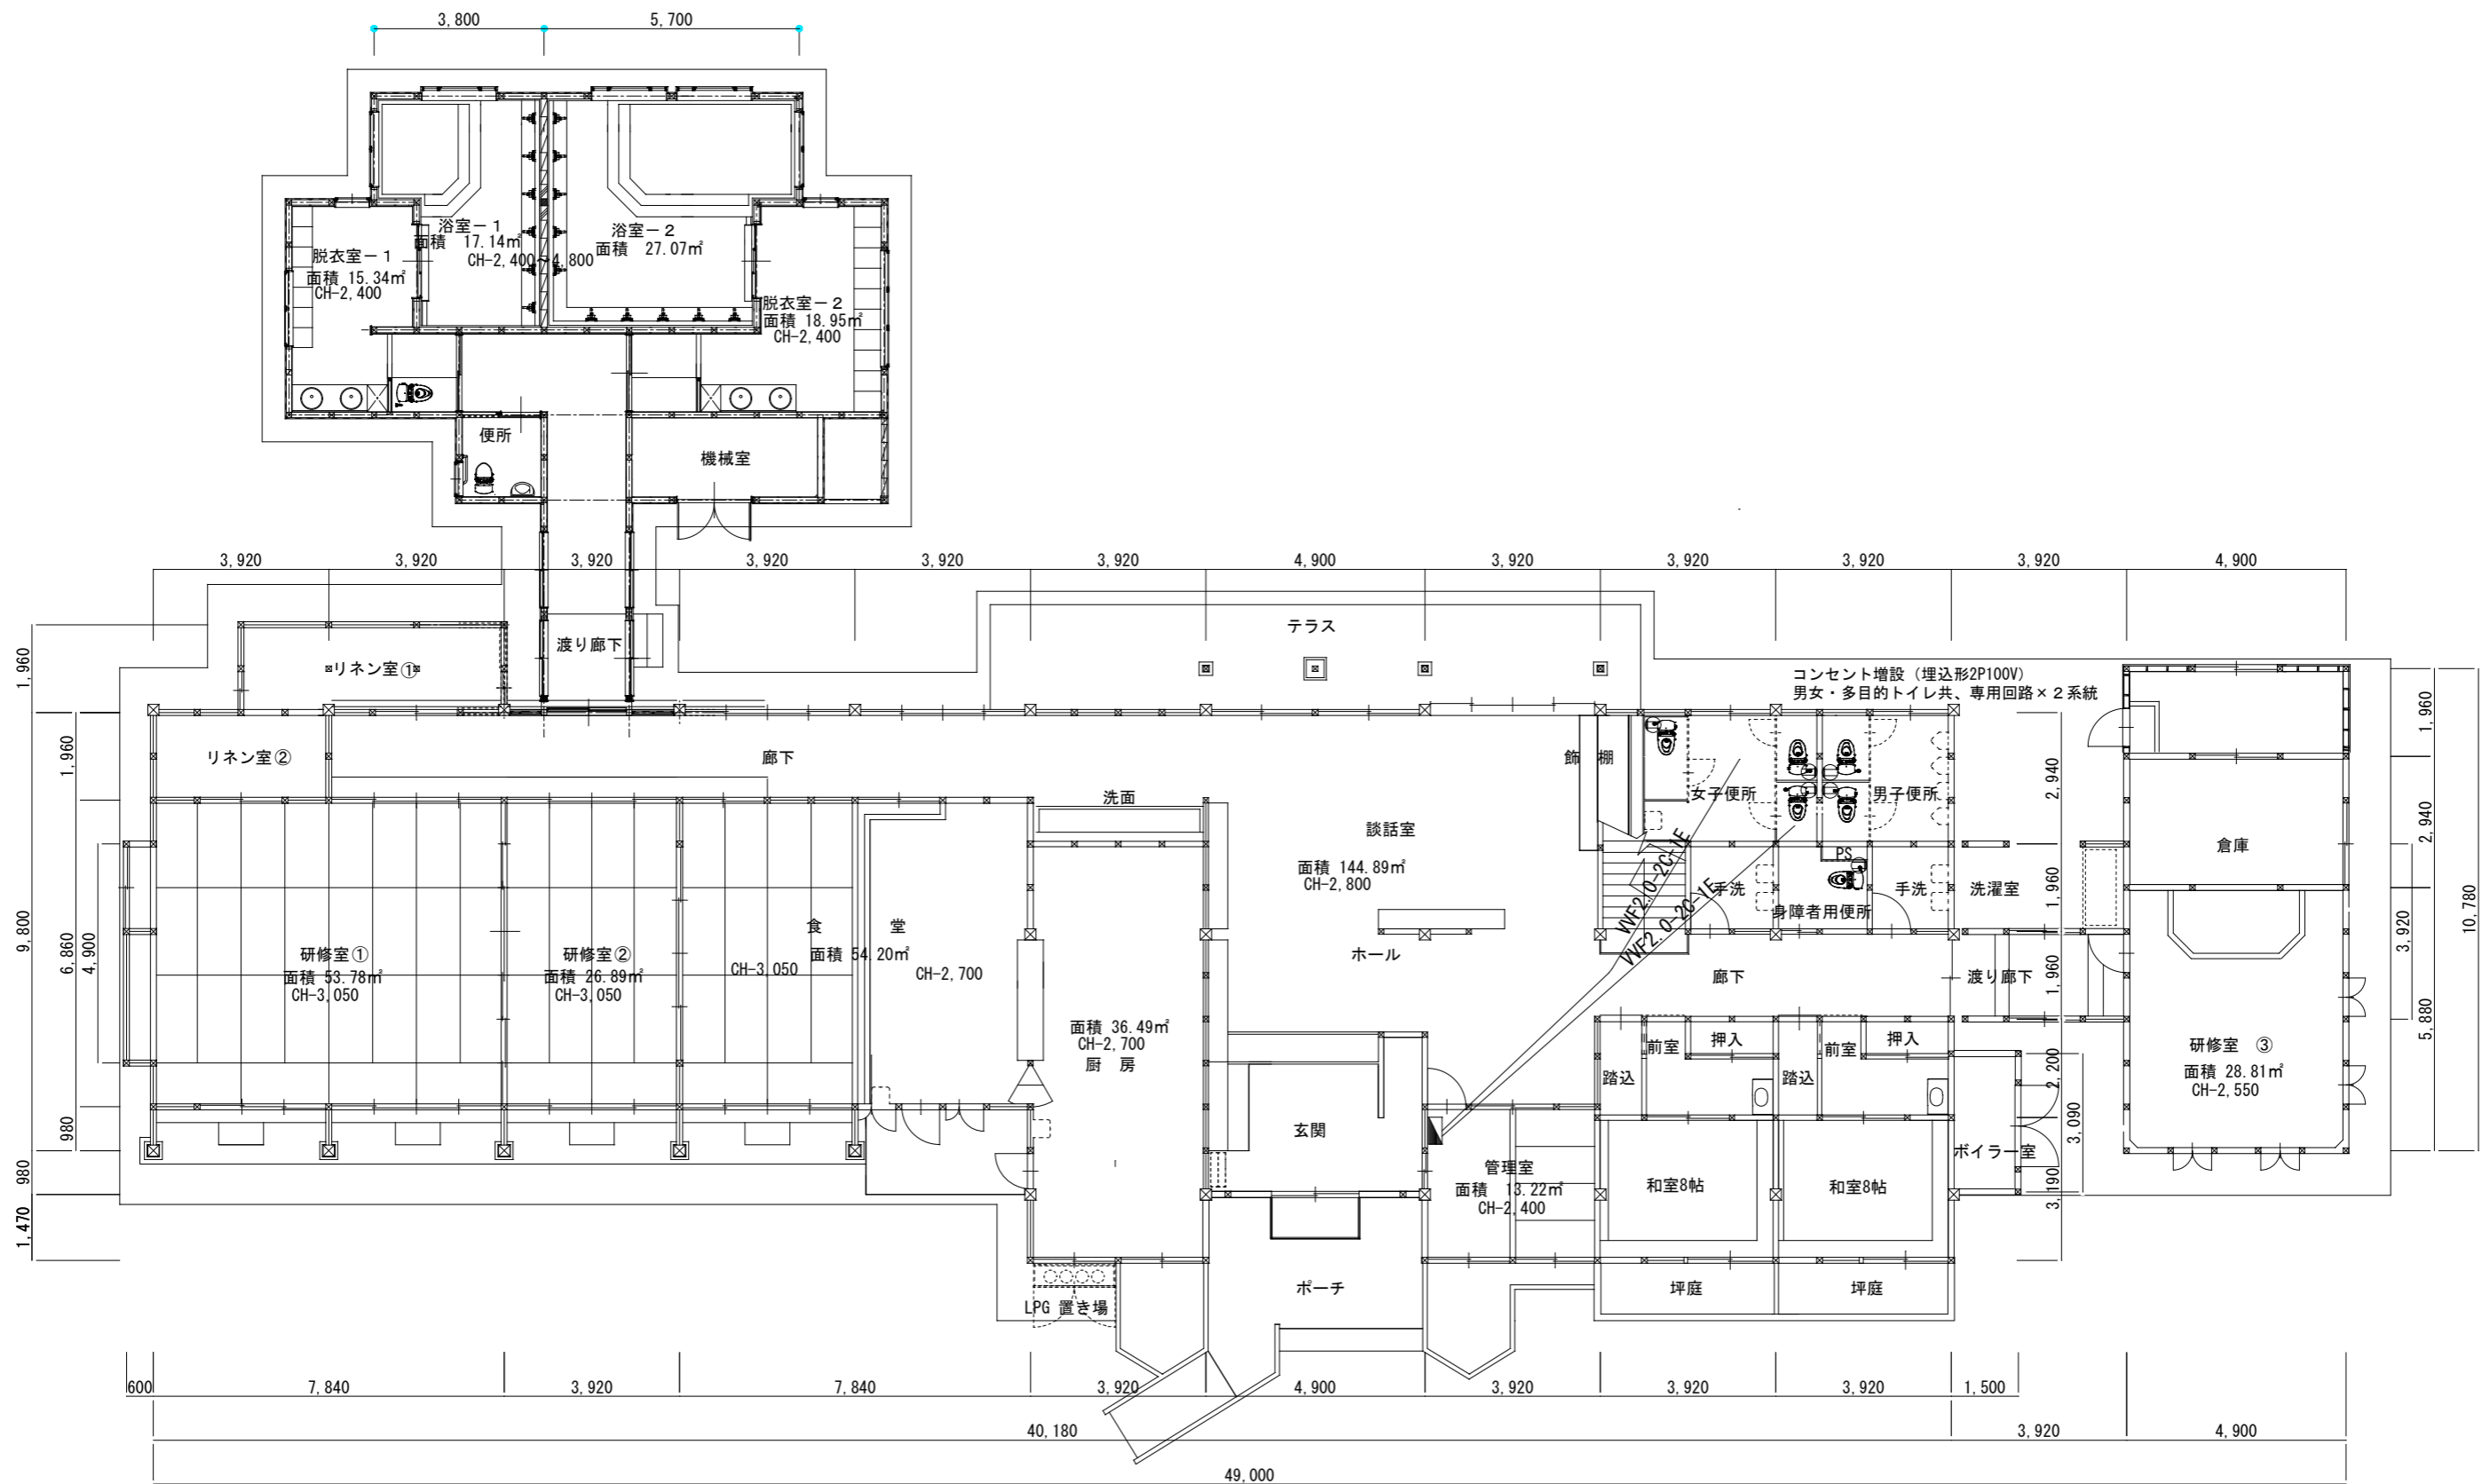 3,800
5,700
浴室－1
面積 17.14㎡
CH-2,400～4,800
浴室－2
面積 27.07㎡
脱衣室－1
面積 15.34㎡
CH-2,400
脱衣室－2
面積 18.95㎡
CH-2,400
便所
機械室
3,920
3,920
3,920
3,920
3,920
3,920
4,900
3,920
3,920
3,920
3,920
4,900
渡り廊下
テラス
リネン室①
コンセント増設（埋込形2P100V）
男女・多目的トイレ共、専用回路×２系統
リネン室②
廊下
飾 棚
洗面
女子便所
男子便所
談話室
面積 144.89㎡
CH-2,800
倉庫
PS
手洗
手洗
洗濯室
身障者用便所
VVF2.0-2C-1E
VVF2.0-2C-1E
食 堂
面積 54.20㎡
CH-3,050
CH-2,700
研修室①
面積 53.78㎡
CH-3,050
研修室②
面積 26.89㎡
CH-3,050
ホール
廊下
渡り廊下
面積 36.49㎡
CH-2,700
厨 房
前室
押入
前室
押入
踏込
踏込
研修室 ③
面積 28.81㎡
CH-2,550
玄関
ボイラー室
管理室
面積 13.22㎡
CH-2,400
和室8帖
和室8帖
ポーチ
坪庭
坪庭
LPG 置き場
1,960
9,800
1,470
1,960
6,860
980
980
4,900
2,940
1,960
1,960
2,200
3,090
3,190
1,960
2,940
3,920
5,880
10,780
600
7,840
3,920
7,840
3,920
4,900
3,920
3,920
3,920
1,500
40,180
3,920
4,900
49,000